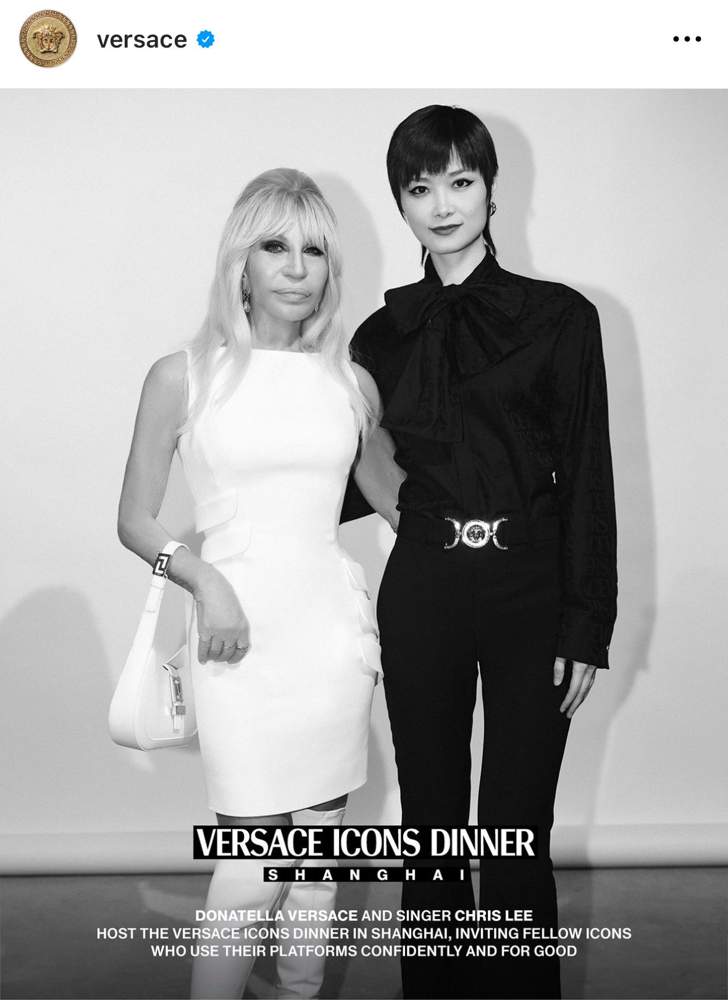 versace
VERSACE ICONS DINNER
SHANGHAI
DONATELLA VERSACE AND SINGER CHRIS LEE
HOST THE VERSACE ICONS DINNER IN SHANGHAI, INVITING FELLOW ICONS
WHO USE THEIR PLATFORMS CONFIDENTLY AND FOR GOOD